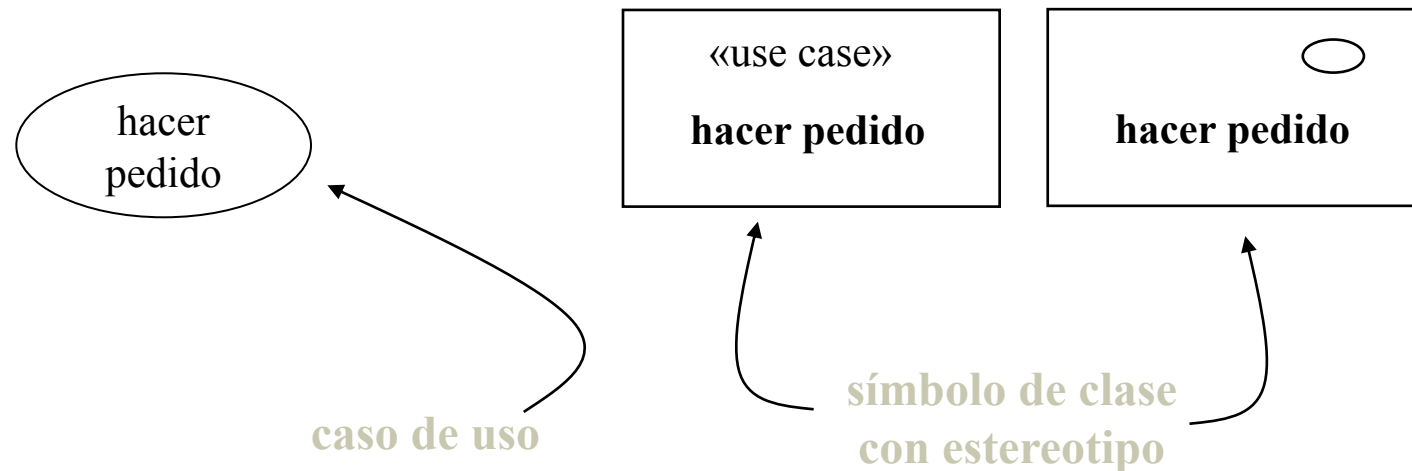 hacer
pedido
«use case»
hacer pedido
hacer pedido
caso de uso
símbolo de clase
con estereotipo